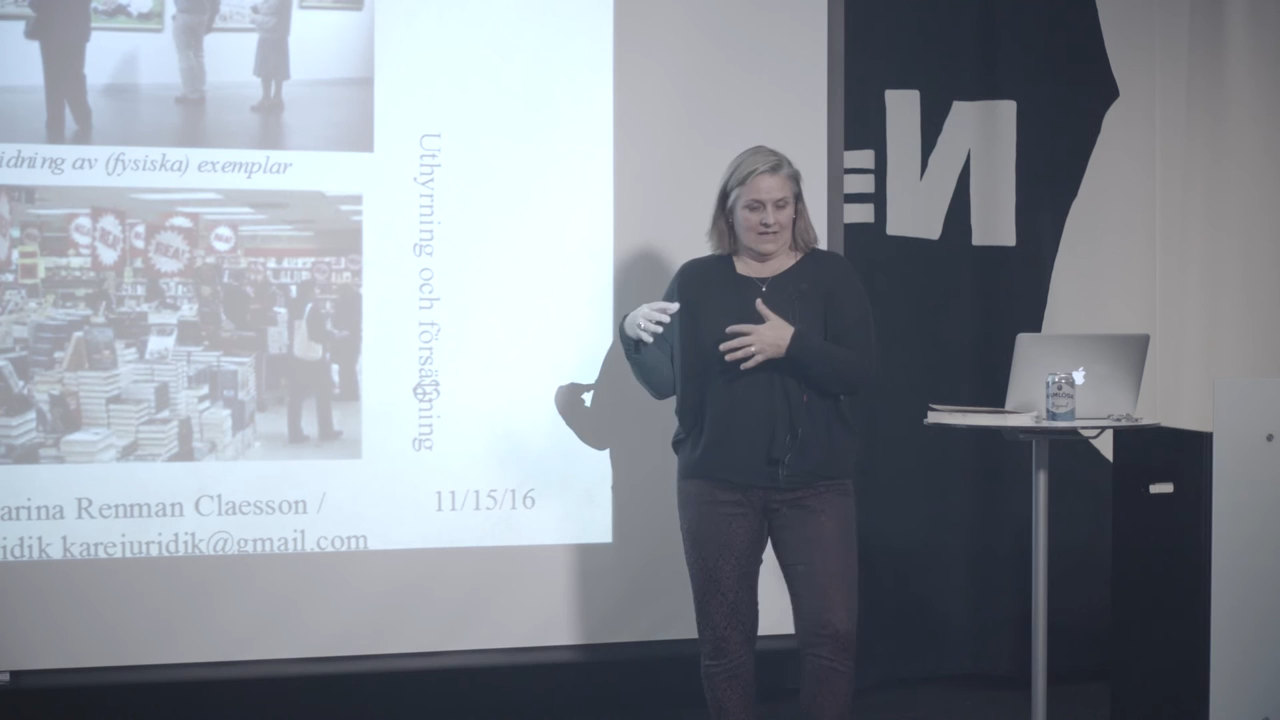 idning av (fysiska) exemplar
Uthyrning och försäljning
arina Renman Claesson /
idik karejuridik@gmail.com
11/15/16
=N